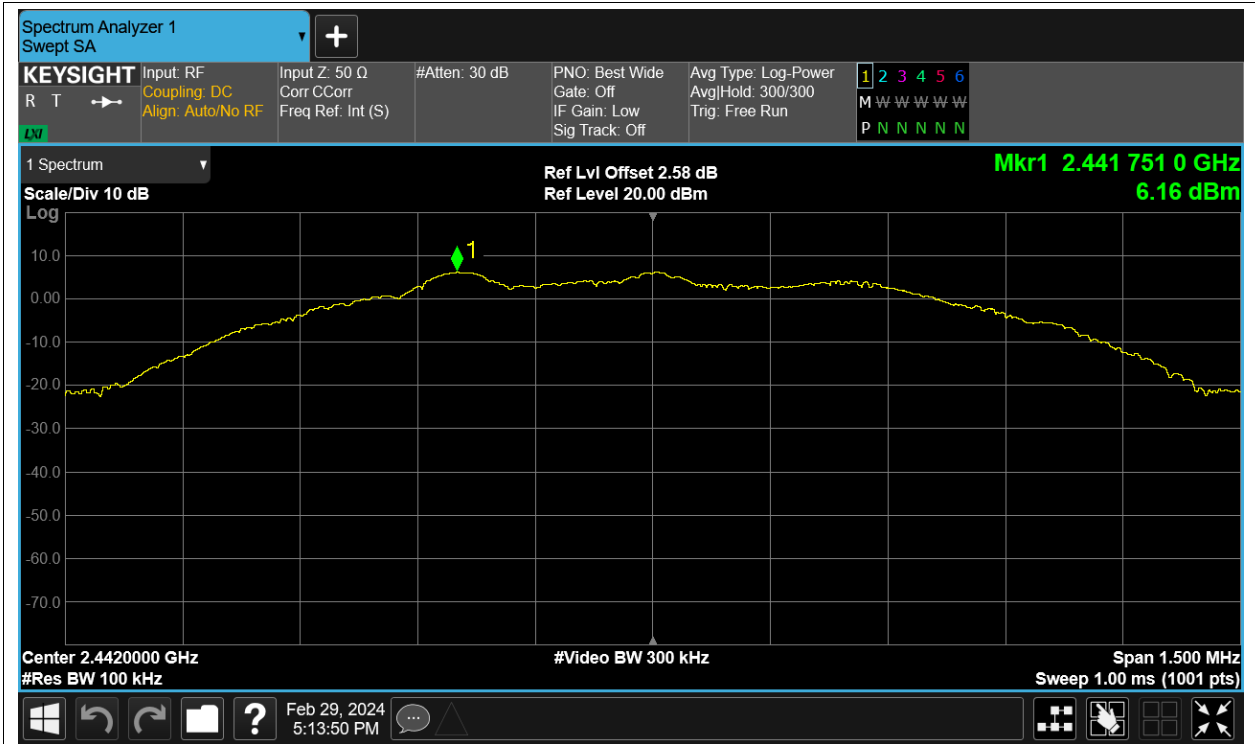 Spectrum Analyzer 1
Swept SA
+
KEYSIGHT
R T
LXI
Input: RF
Coupling: DC
Align: Auto/No RF
Input Z: 50 Ω
Corr CCorr
Freq Ref: Int (S)
#Atten: 30 dB
PNO: Best Wide
Gate: Off
IF Gain: Low
Sig Track: Off
Avg Type: Log-Power
Avg|Hold: 300/300
Trig: Free Run
1 2 3 4 5 6
M W W W W W W
P N N N N N N
1 Spectrum
Scale/Div 10 dB
Log
Ref Lvl Offset 2.58 dB
Ref Level 20.00 dBm
Mkr1 2.441 751 0 GHz
6.16 dBm
1
10.0
0.00
-10.0
-20.0
-30.0
-40.0
-50.0
-60.0
-70.0
Center 2.4420000 GHz
#Res BW 100 kHz
#Video BW 300 kHz
Span 1.500 MHz
Sweep 1.00 ms (1001 pts)
?
Feb 29, 2024
5:13:50 PM